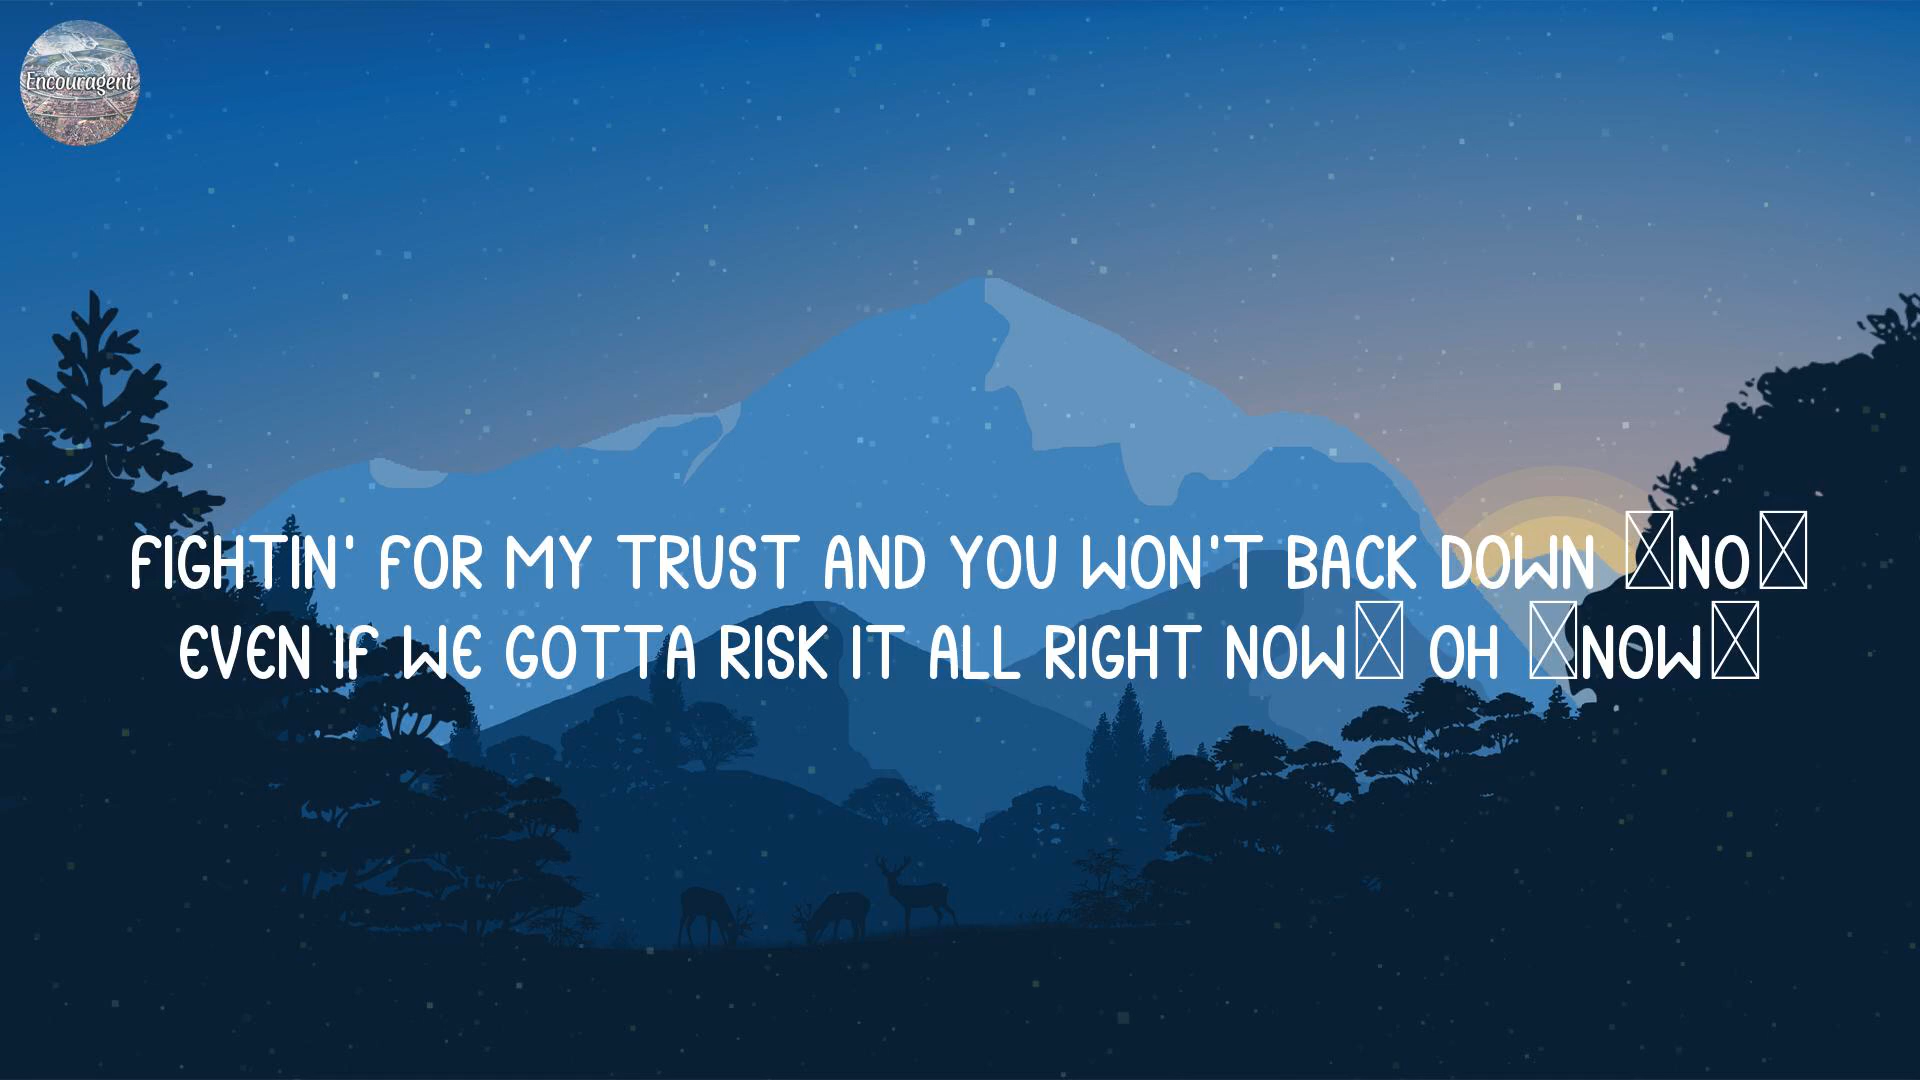 Encouragent
FIGHTIN' FOR MY TRUST AND YOU WON'T BACK DOWN ☒NO☒
EVEN IF WE GOTTA RISK IT ALL RIGHT NOW☒ OH ☒NOW☒